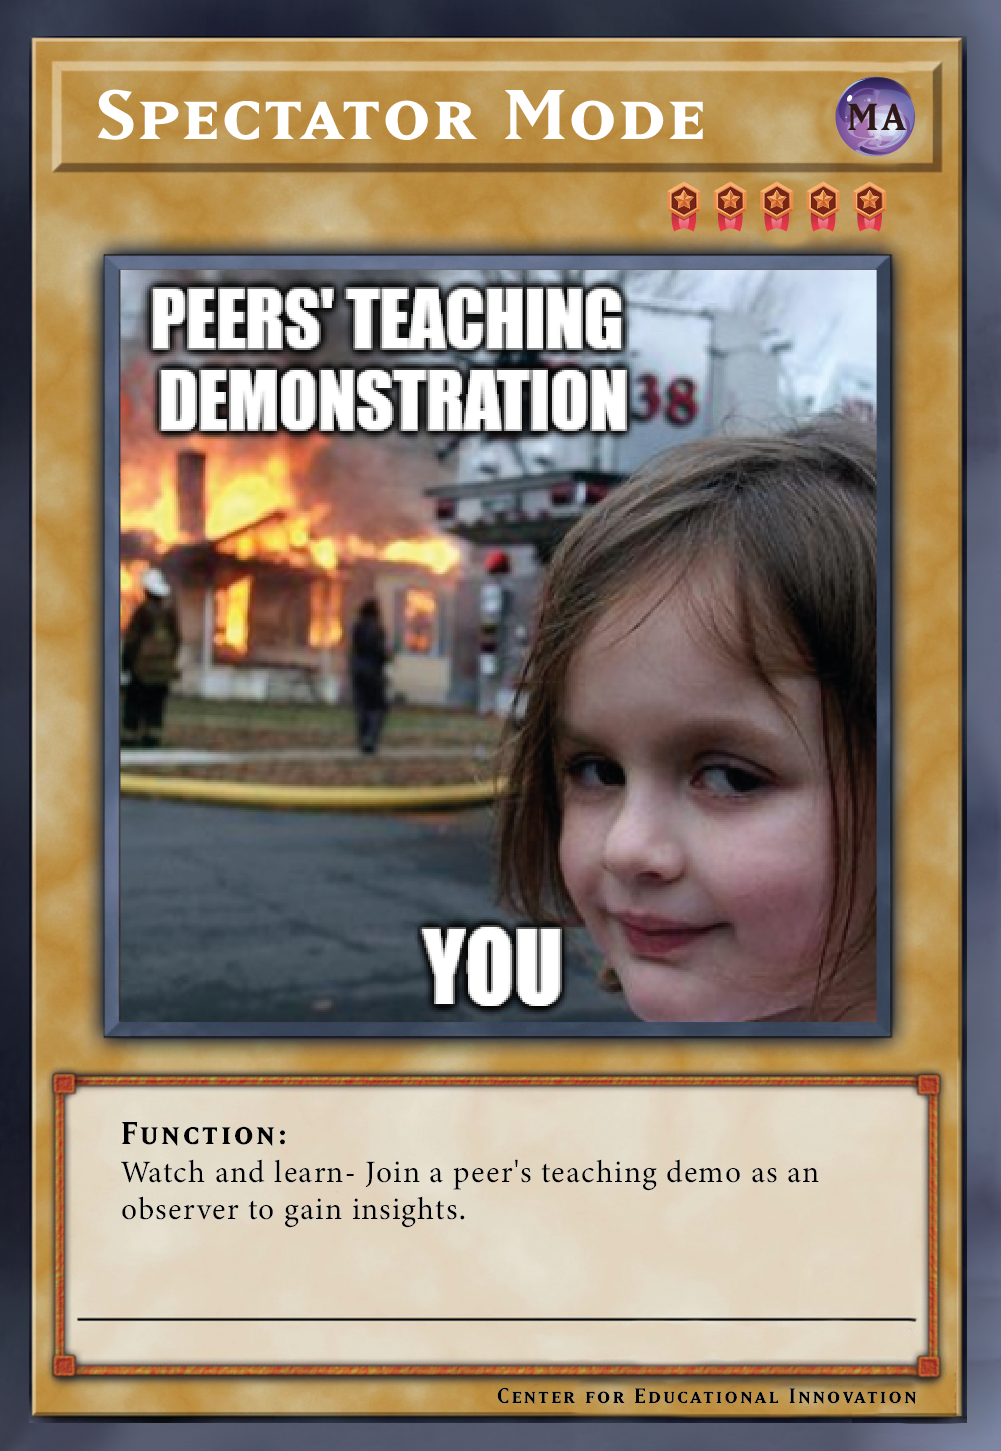 Spectator Mode
MA
PEERS' TEACHING
DEMONSTRATION
38
YOU
Function:
Watch and learn- Join a peer's teaching demo as an
observer to gain insights.
Center for Educational Innovation